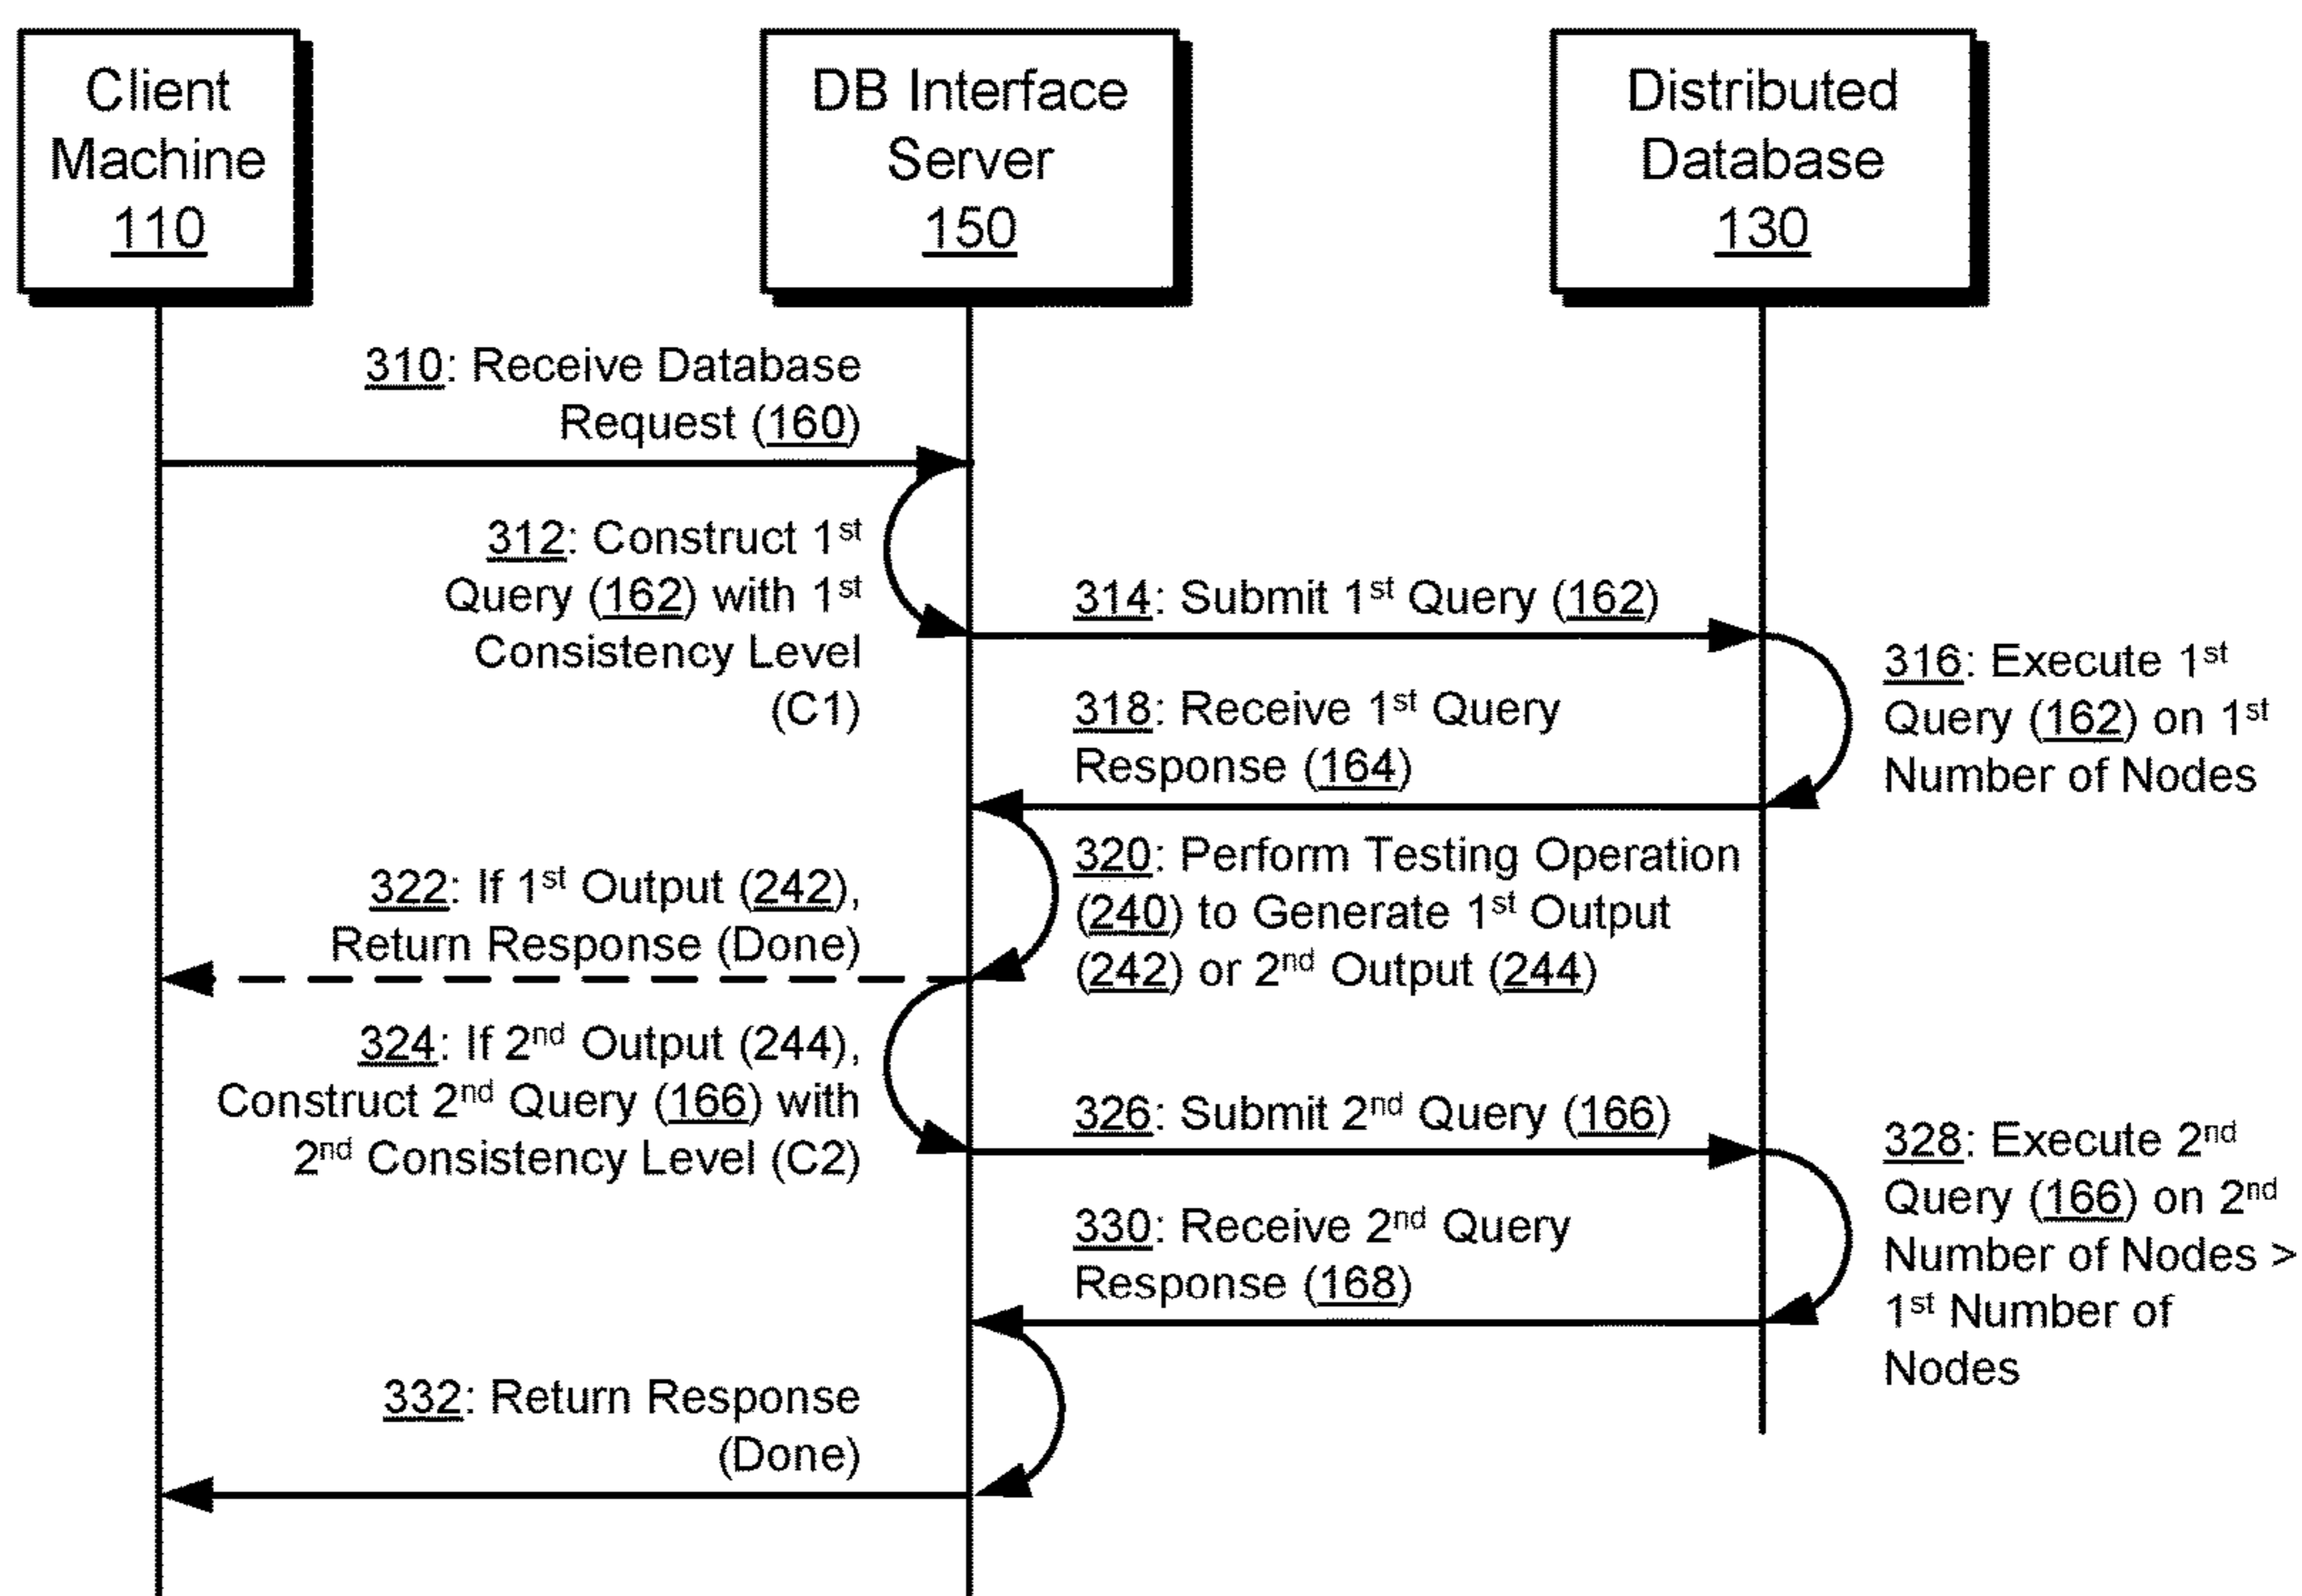 Client
Machine
110
DB Interface
Server
150
Distributed
Database
130
310: Receive Database
Request (160)
312: Construct 1st
Query (162) with 1st
Consistency Level
(C1)
314: Submit 1st Query (162)
316: Execute 1st
Query (162) on 1st
Number of Nodes
318: Receive 1st Query
Response (164)
320: Perform Testing Operation
(240) to Generate 1st Output
(242) or 2nd Output (244)
322: If 1st Output (242),
Return Response (Done)
324: If 2nd Output (244),
Construct 2nd Query (166) with
2nd Consistency Level (C2)
326: Submit 2nd Query (166)
328: Execute 2nd
Query (166) on 2nd
Number of Nodes >
1st Number of
Nodes
330: Receive 2nd Query
Response (168)
332: Return Response
(Done)